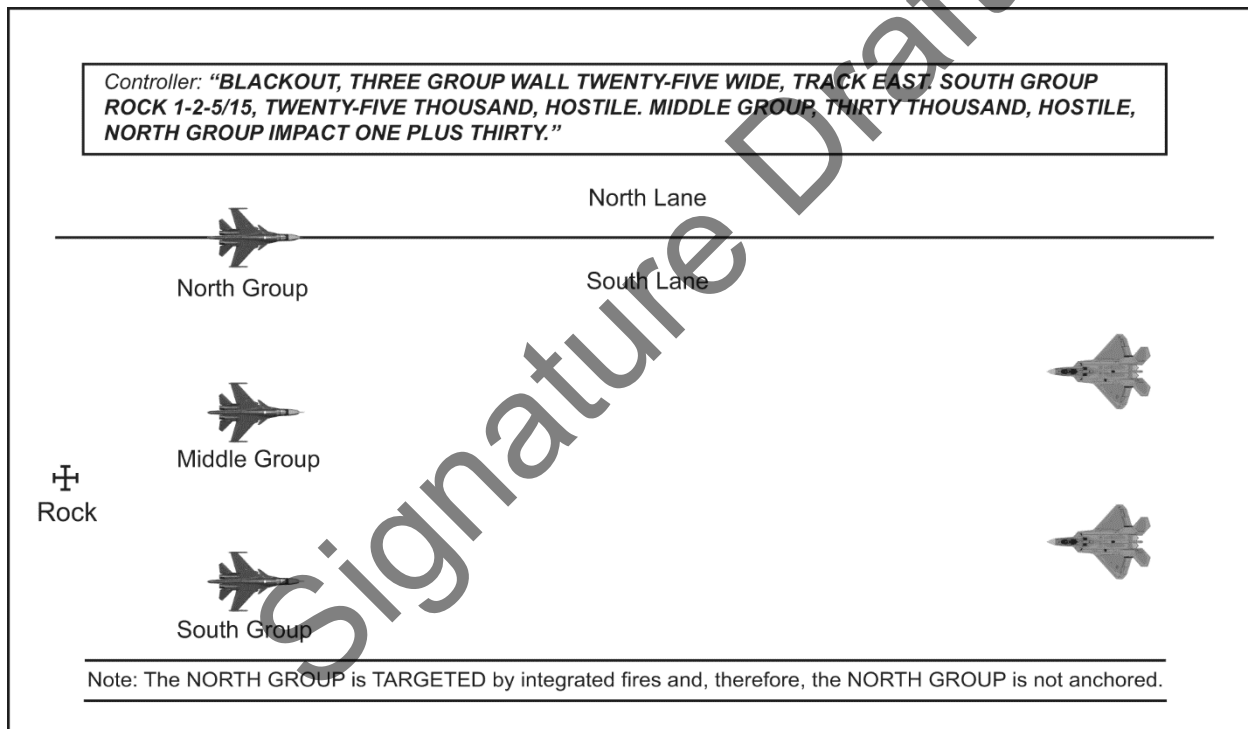 Controller: “BLACKOUT, THREE GROUP WALL TWENTY-FIVE WIDE, TRACK EAST. SOUTH GROUP
ROCK 1-2-5/15, TWENTY-FIVE THOUSAND, HOSTILE. MIDDLE GROUP, THIRTY THOUSAND, HOSTILE,
NORTH GROUP IMPACT ONE PLUS THIRTY.”
North Lane
South Lane
North Group
Middle Group
Rock
South Group
Note: The NORTH GROUP is TARGETED by integrated fires and, therefore, the NORTH GROUP is not anchored.
Signature Draft